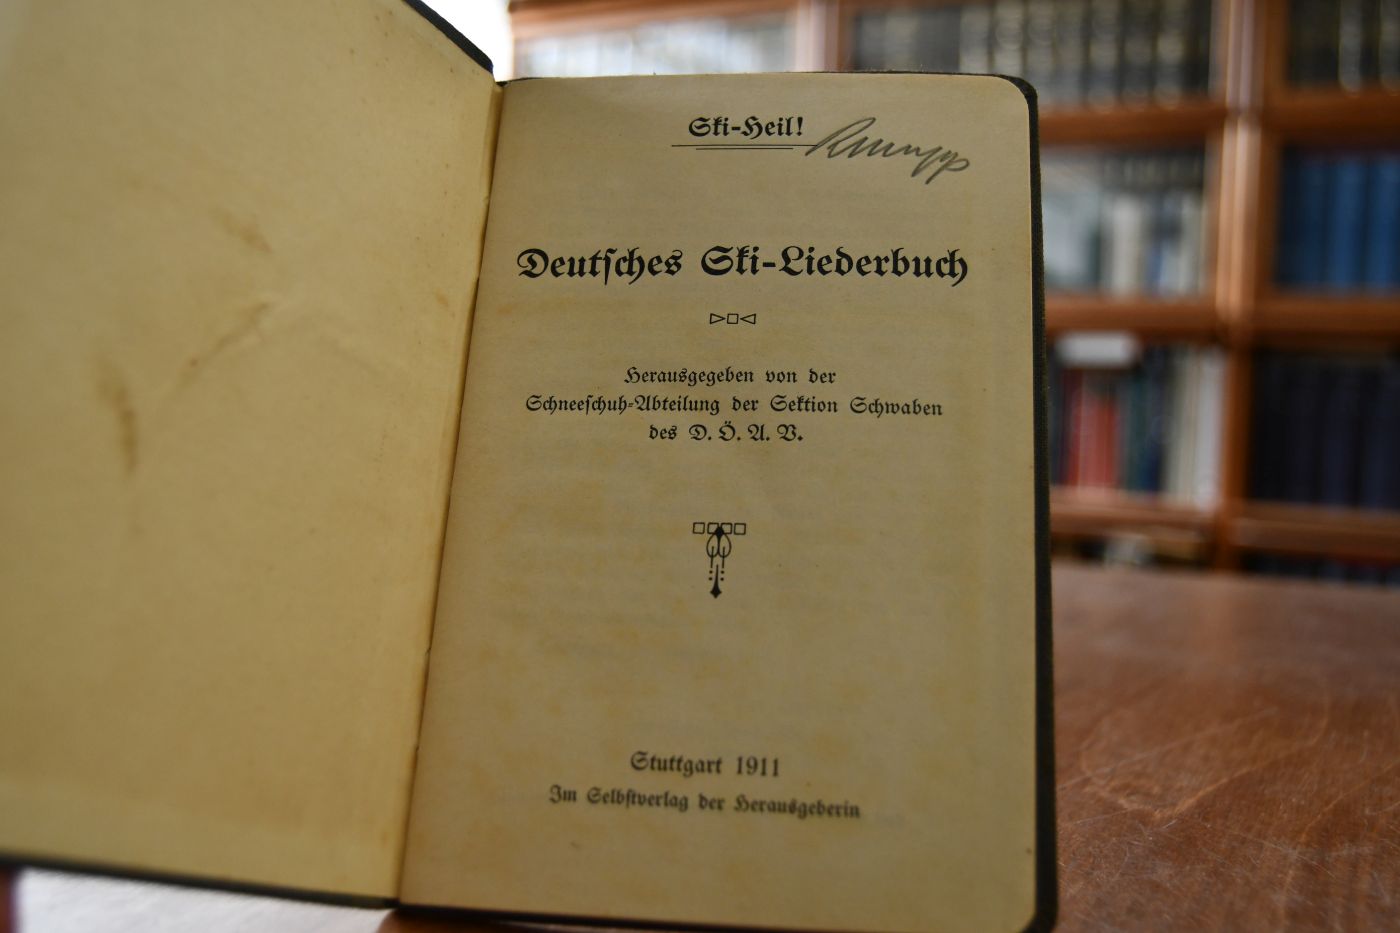 Ski-Heil!
Deutsches Ski-Liederbuch
Herausgegeben von der
Schneeschuh-Abteilung der Sektion Schwaben
des D. Ö. A. V.
Stuttgart 1911
Im Selbstverlag der Herausgeberin